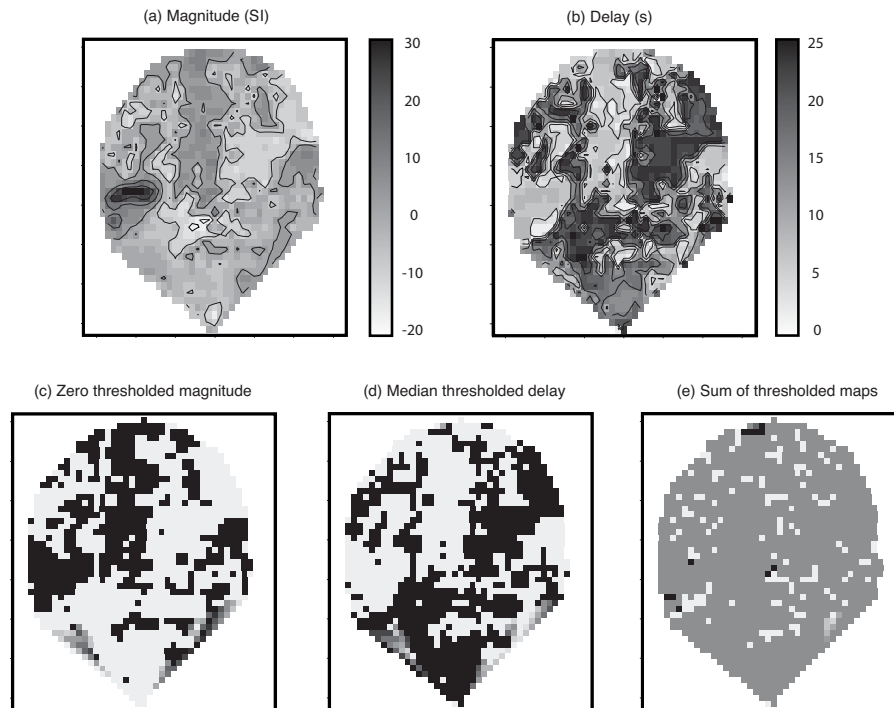 (a) Magnitude (SI)
(b) Delay (s)
30
20
10
0
-10
-20
25
20
15
10
5
0
(c) Zero thresholded magnitude
(d) Median thresholded delay
(e) Sum of thresholded maps